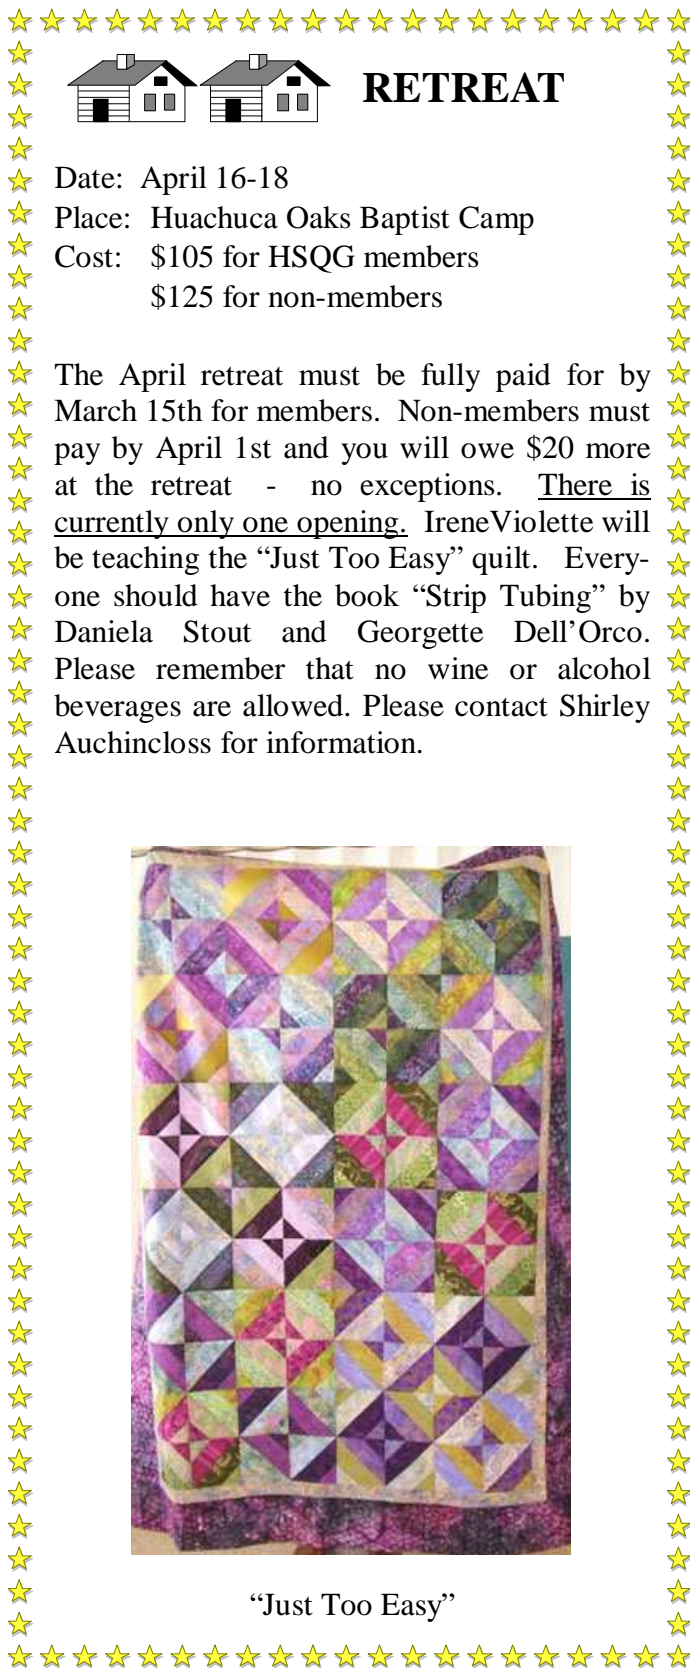 RETREAT
Date: April 16-18
Place: Huachuca Oaks Baptist Camp
Cost: $105 for HSQG members
$125 for non-members
The April retreat must be fully paid for by
March 15th for members. Non-members must
pay by April 1st and you will owe $20 more
at the retreat - no exceptions. There is
currently only one opening. IreneViolette will
be teaching the “Just Too Easy” quilt. Every-
one should have the book “Strip Tubing” by
Daniela Stout and Georgette Dell’Orco.
Please remember that no wine or alcohol
beverages are allowed. Please contact Shirley
Auchincloss for information.
“Just Too Easy”